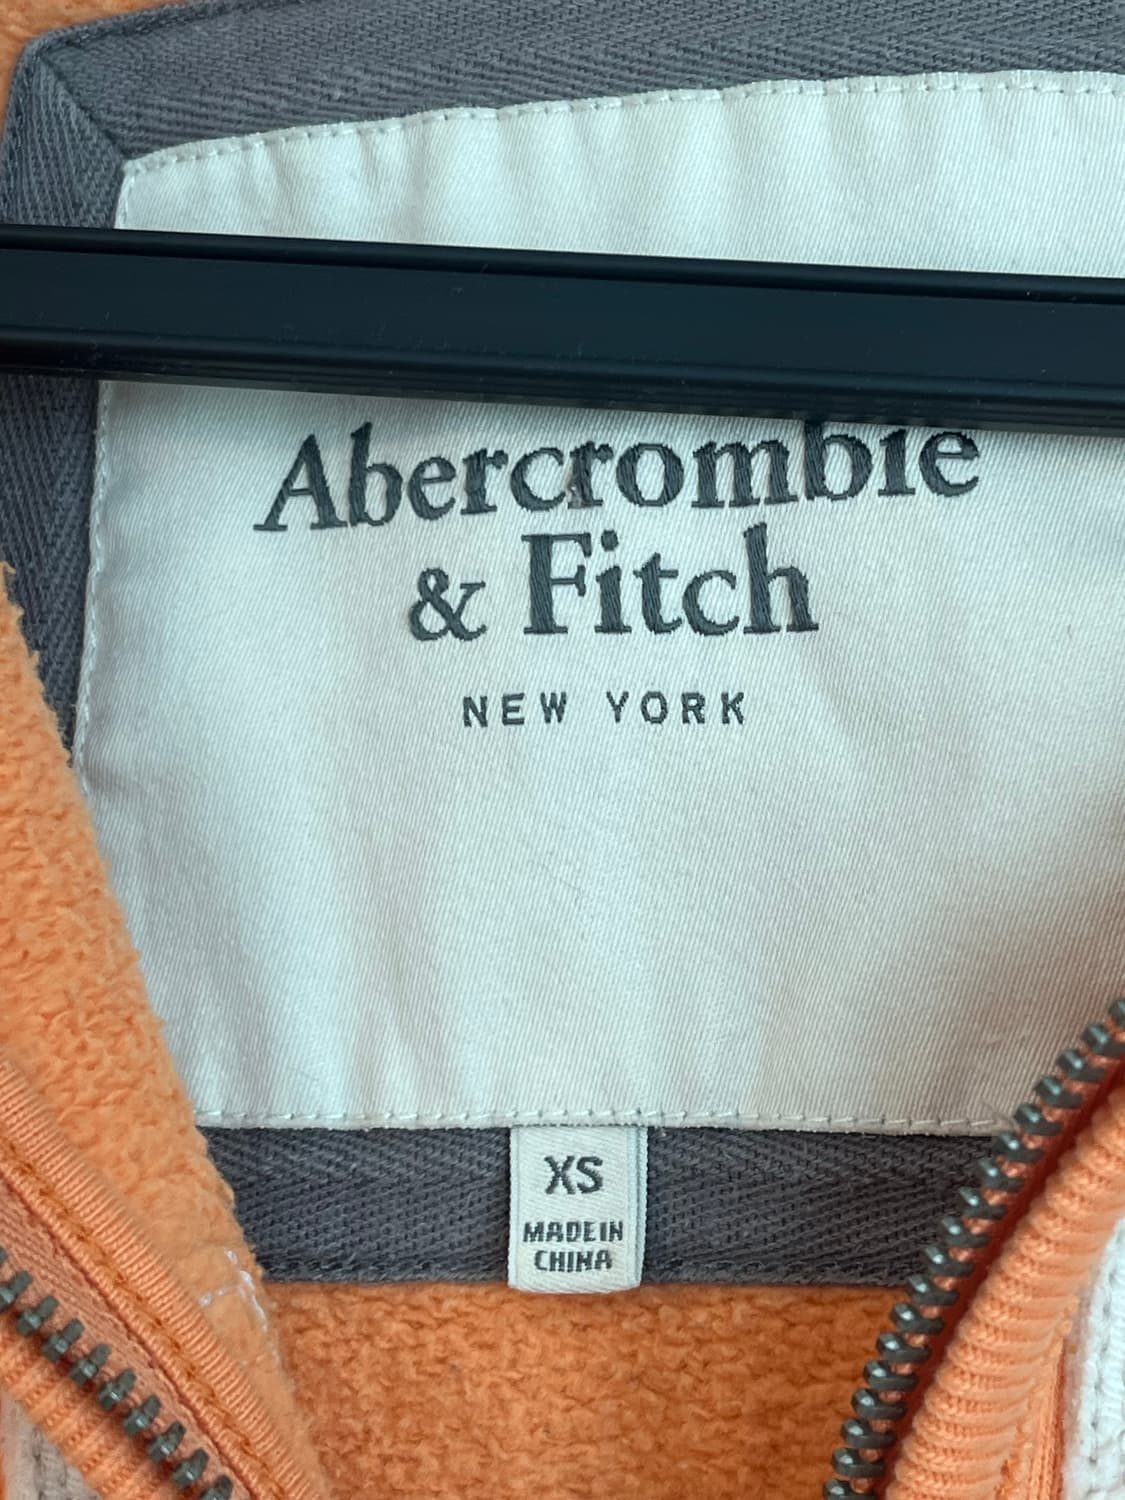 Abercrombie
& Fitch
NEW YORK
XS
MADE IN
CHINA